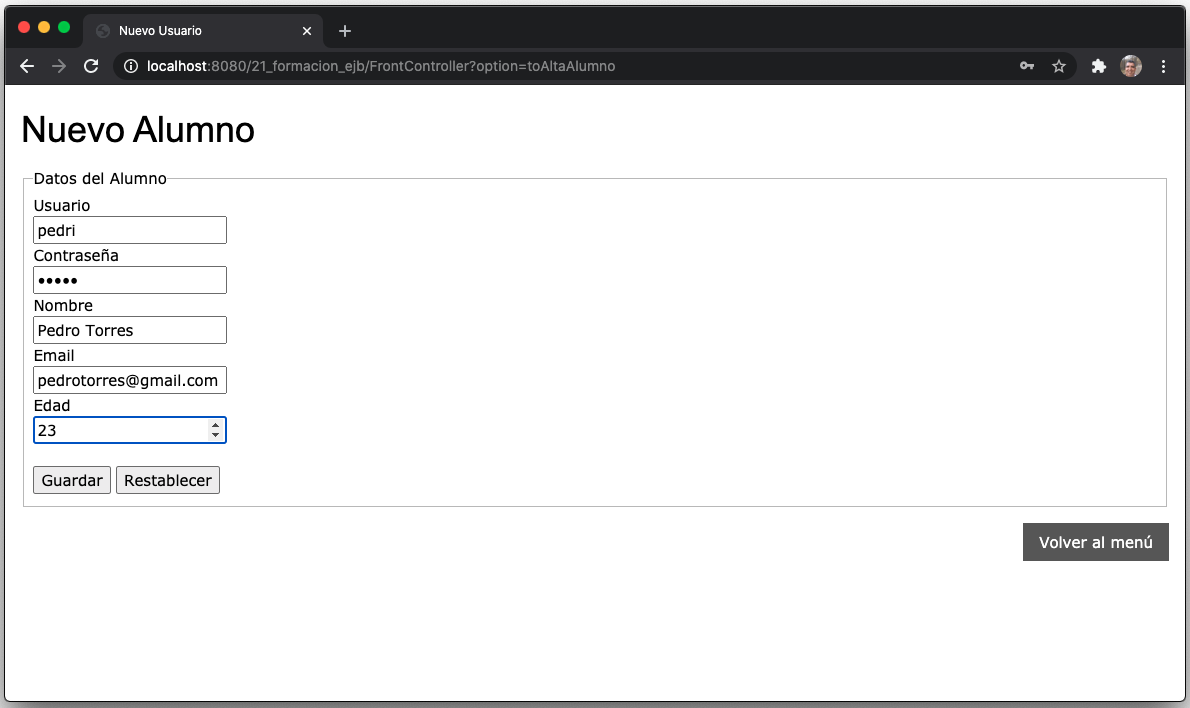 Nuevo Usuario
localhost:8080/21_formacion_ejb/FrontController?option=toAltaAlumno
Nuevo Alumno
Datos del Alumno
Usuario
pedri
Contraseña
•••••
Nombre
Pedro Torres
Email
pedrotorres@gmail.com
Edad
23
Guardar Restablecer
Volver al menú